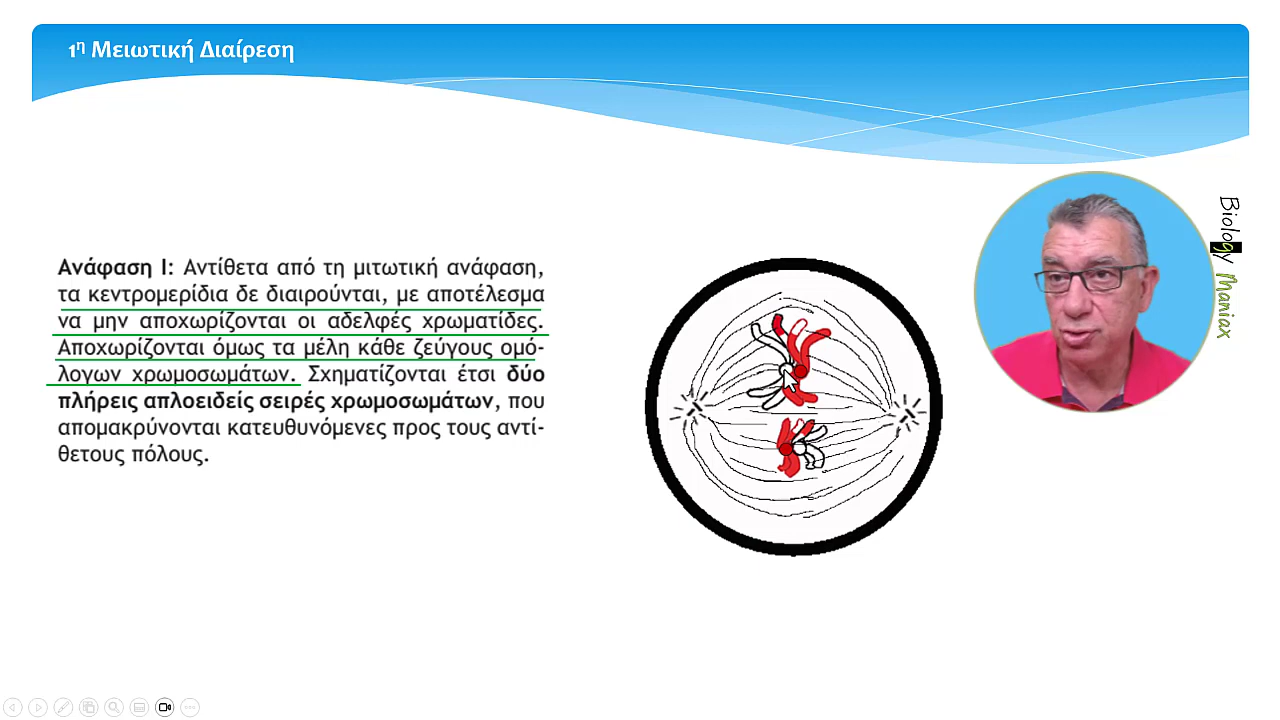 1η Μειωτική Διαίρεση
Biology Maniax
Ανάφαση Ι: Αντίθετα από τη μιτωτική ανάφαση,
τα κεντρομερίδια δε διαιρούνται, με αποτέλεσμα
να μην αποχωρίζονται οι αδελφές χρωματίδες.
Αποχωρίζονται όμως τα μέλη κάθε ζεύγους ομό-
λογων χρωμοσωμάτων. Σχηματίζονται έτσι δύο
πλήρεις απλοειδείς σειρές χρωμοσωμάτων, που
απομακρύνονται κατευθυνόμενες προς τους αντί-
θετους πόλους.